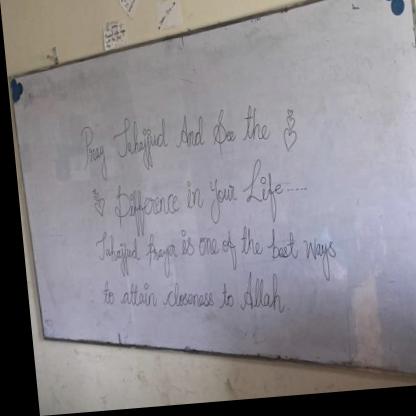 Pray Tahajjud And See the
Difference in Your Life.....
Tahajjud Prayer is one of the best ways
to attain closeness to Allah.